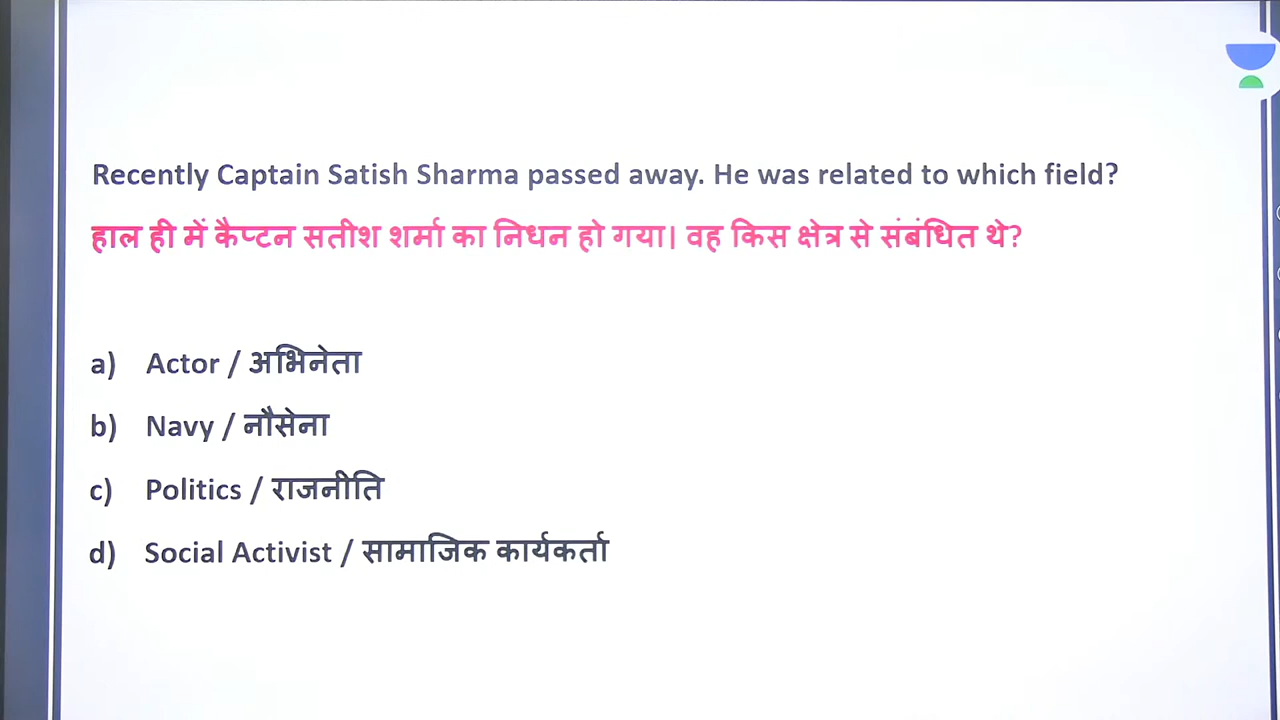 Recently Captain Satish Sharma passed away. He was related to which field?
हाल ही में कैप्टन सतीश शर्मा का निधन हो गया। वह किस क्षेत्र से संबंधित थे?
a) Actor / अभिनेता
b) Navy / नौसेना
c) Politics / राजनीति
d) Social Activist / सामाजिक कार्यकर्ता